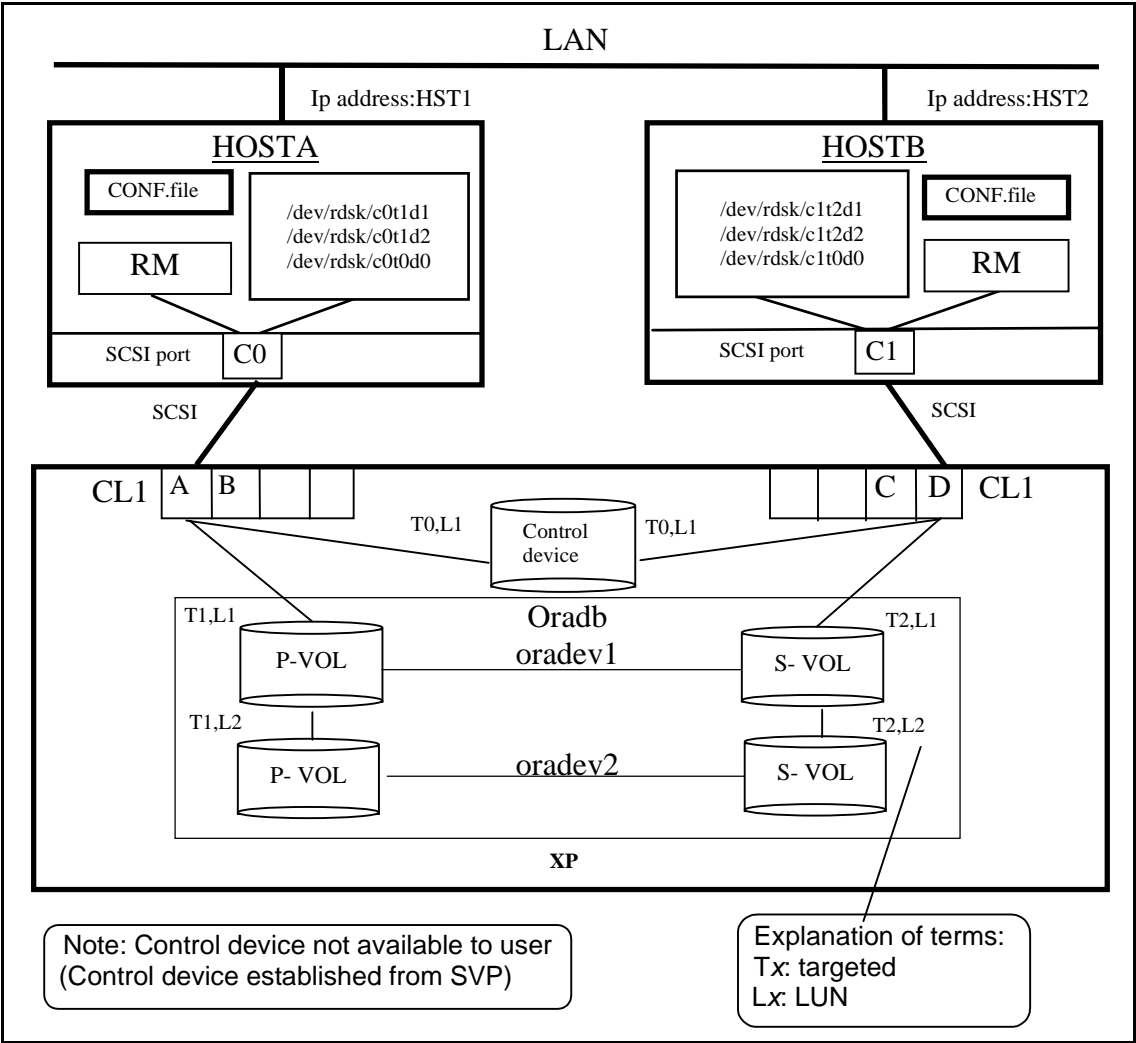 LAN
Ip address:HST1
Ip address:HST2
HOSTA
CONF.file
/dev/rdsk/c0t1d1
/dev/rdsk/c0t1d2
/dev/rdsk/c0t0d0
RM
SCSI port
C0
SCSI
HOSTB
/dev/rdsk/c1t2d1
/dev/rdsk/c1t2d2
/dev/rdsk/c1t0d0
CONF.file
RM
SCSI port
C1
SCSI
CL1
A
B
C
D
CL1
T0,L1
Control
device
T0,L1
T1,L1
Oradb
T2,L1
P-VOL
oradev1
S- VOL
T1,L2
T2,L2
P- VOL
oradev2
S- VOL
XP
Note: Control device not available to user
(Control device established from SVP)
Explanation of terms:
Tx: targeted
Lx: LUN